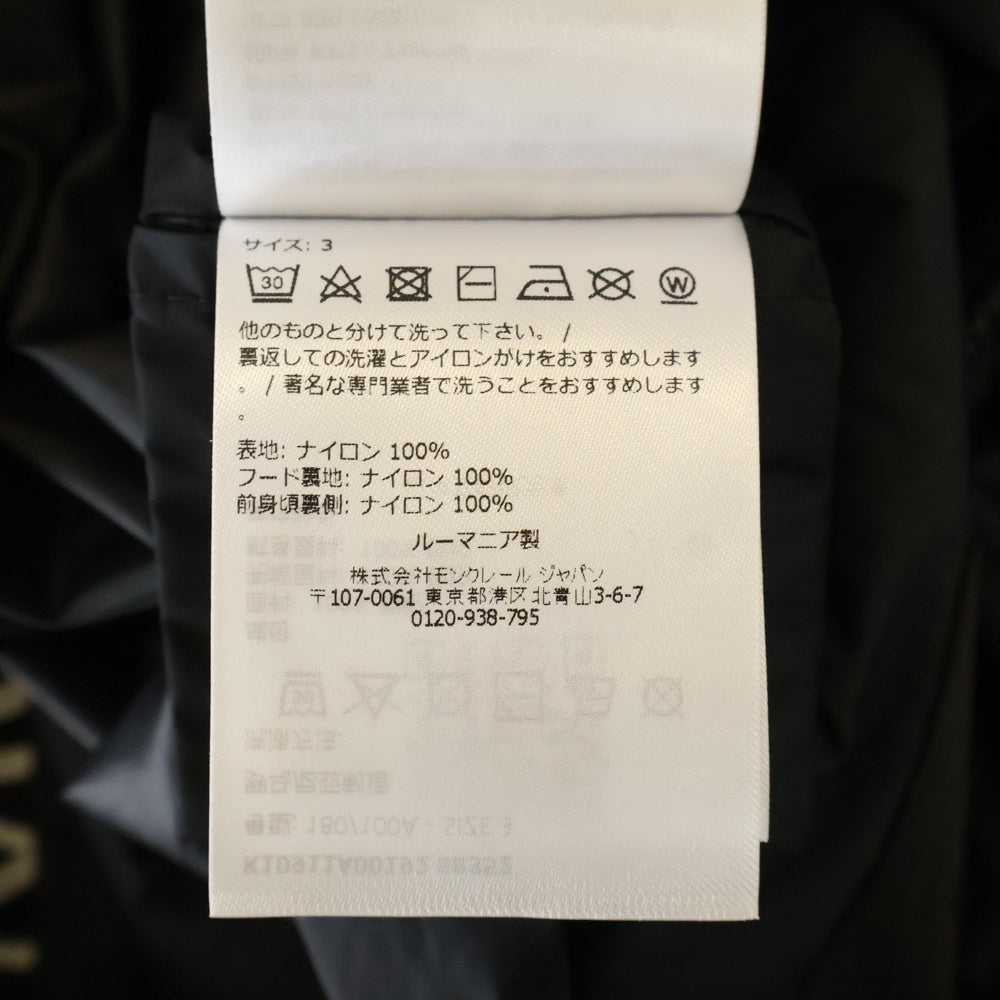 サイズ: 3
30
W
他のものと分けて洗って下さい。 /
裏返しての洗濯とアイロンがけをおすすめします
。 / 著名な専門業者で洗うことをおすすめします
。
表地: ナイロン 100%
フード裏地: ナイロン 100%
前身頃裏側: ナイロン 100%
ルーマニア製
株式会社モンクレール ジャパン
〒107-0061 東京都港区北青山3-6-7
0120-938-795